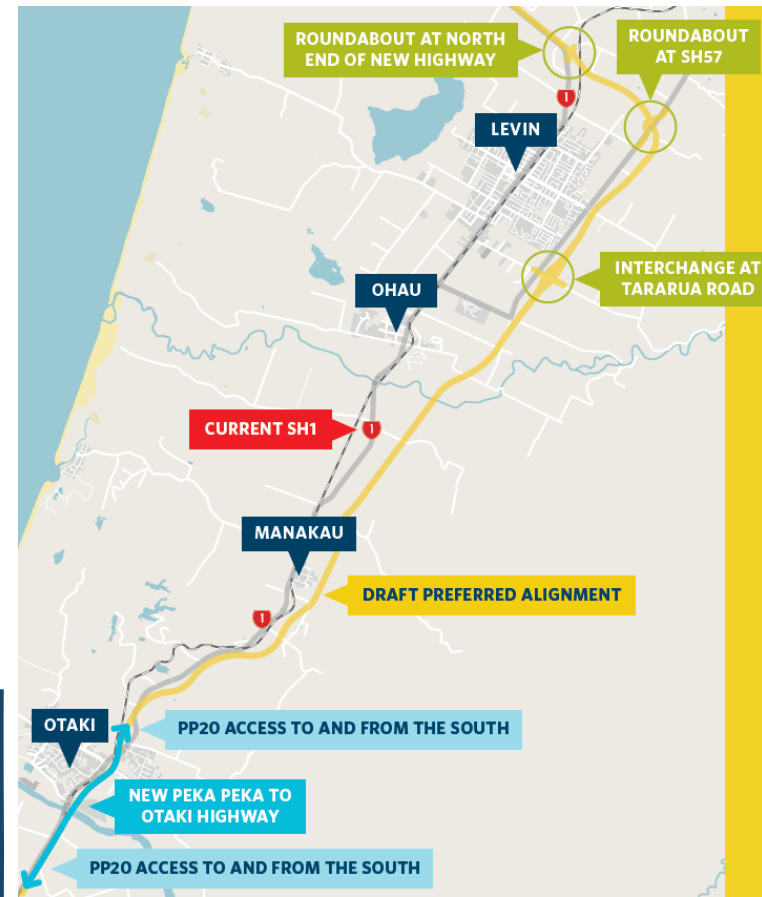 ROUNDABOUT AT NORTH
END OF NEW HIGHWAY
ROUNDABOUT
AT SH57
1
LEVIN
INTERCHANGE AT
TARARUA ROAD
OHAU
CURRENT SH1
1
MANAKAU
DRAFT PREFERRED ALIGNMENT
1
OTAKI
PP2O ACCESS TO AND FROM THE SOUTH
NEW PEKA PEKA TO
OTAKI HIGHWAY
PP2O ACCESS TO AND FROM THE SOUTH